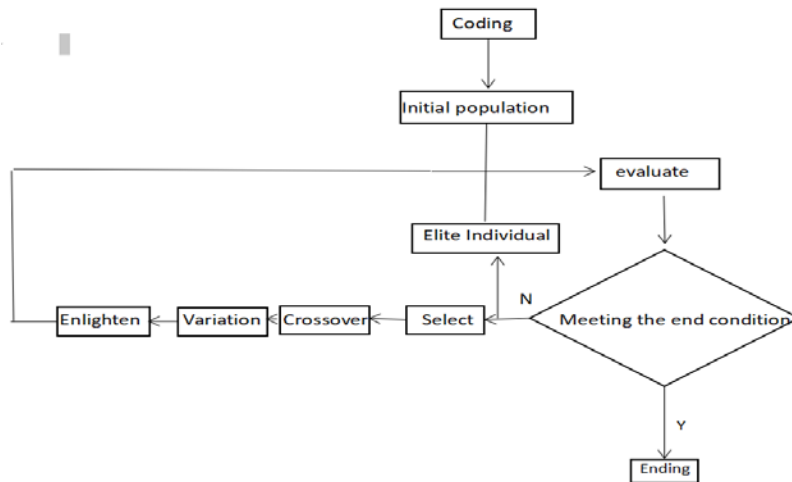 Coding
Initial population
evaluate
Elite Individual
N
Enlighten
Variation
Crossover
Select
Meeting the end condition
Y
Ending